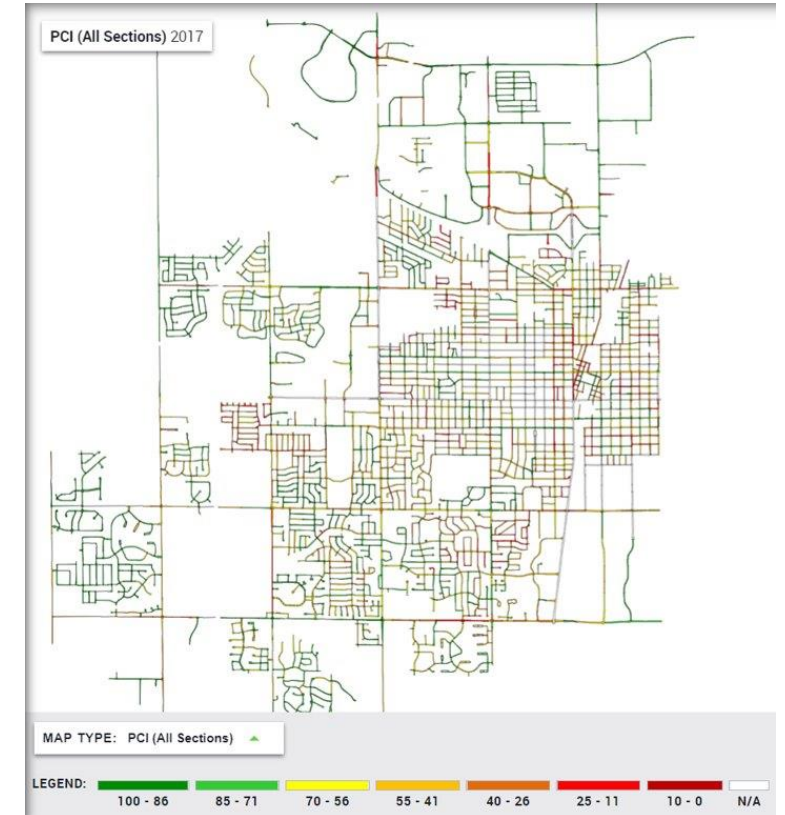 PCI (All Sections) 2017
MAP TYPE: PCI (All Sections)
LEGEND:
100 - 86
85 - 71
70 - 56
55 - 41
40 - 26
25 - 11
10 - 0
N/A